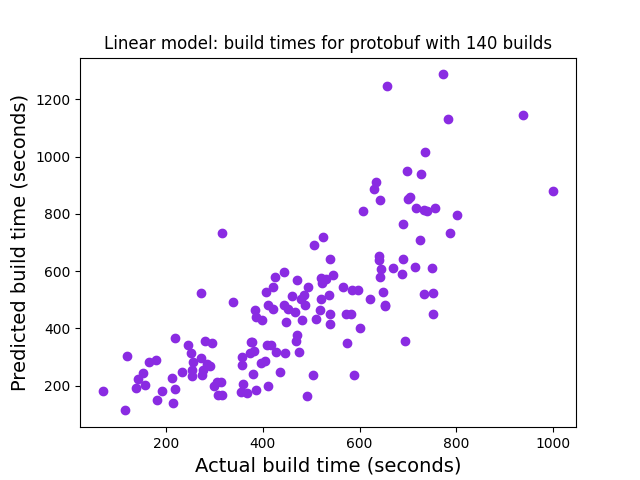 Linear model: build times for protobuf with 140 builds
1200
1000
800
600
400
200
Predicted build time (seconds)
200 400 600 800 1000
Actual build time (seconds)